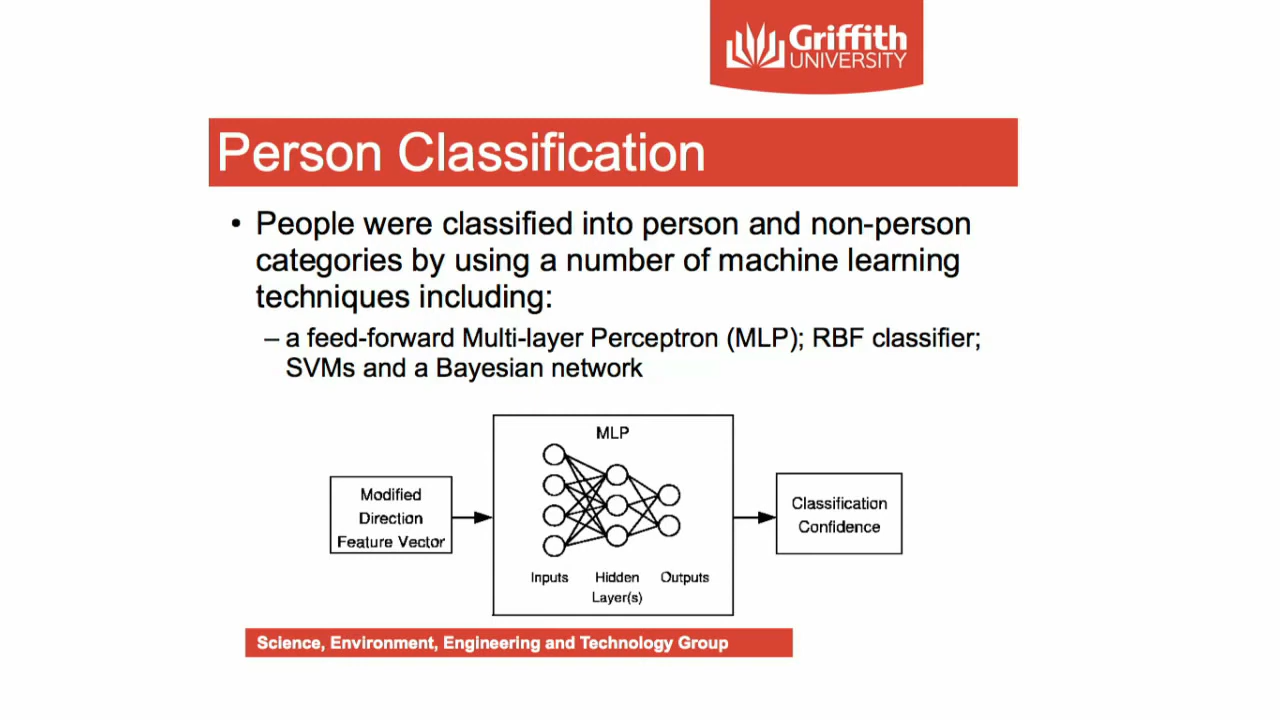 Griffith
UNIVERSITY
Person Classification
• People were classified into person and non-person
categories by using a number of machine learning
techniques including:
– a feed-forward Multi-layer Perceptron (MLP); RBF classifier;
SVMs and a Bayesian network
Modified
Direction
Feature Vector
MLP
Inputs
Hidden
Layer(s)
Outputs
Classification
Confidence
Science, Environment, Engineering and Technology Group